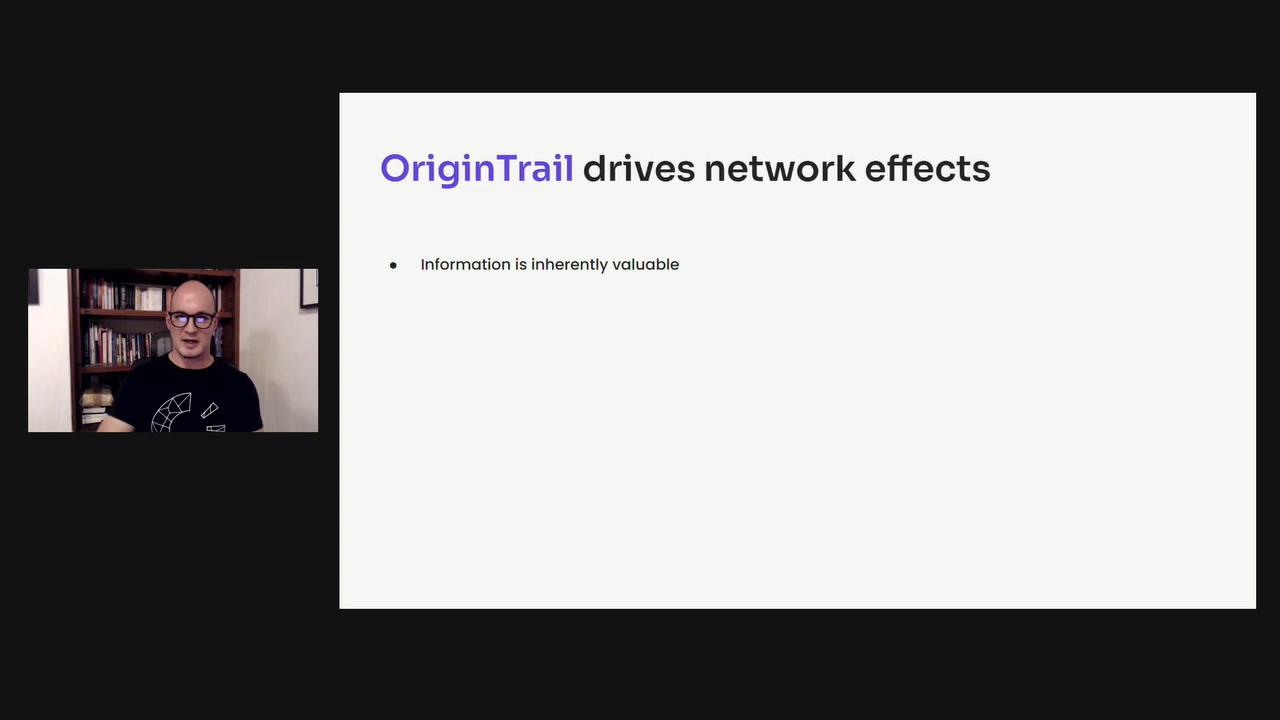 OriginTrail drives network effects
● Information is inherently valuable